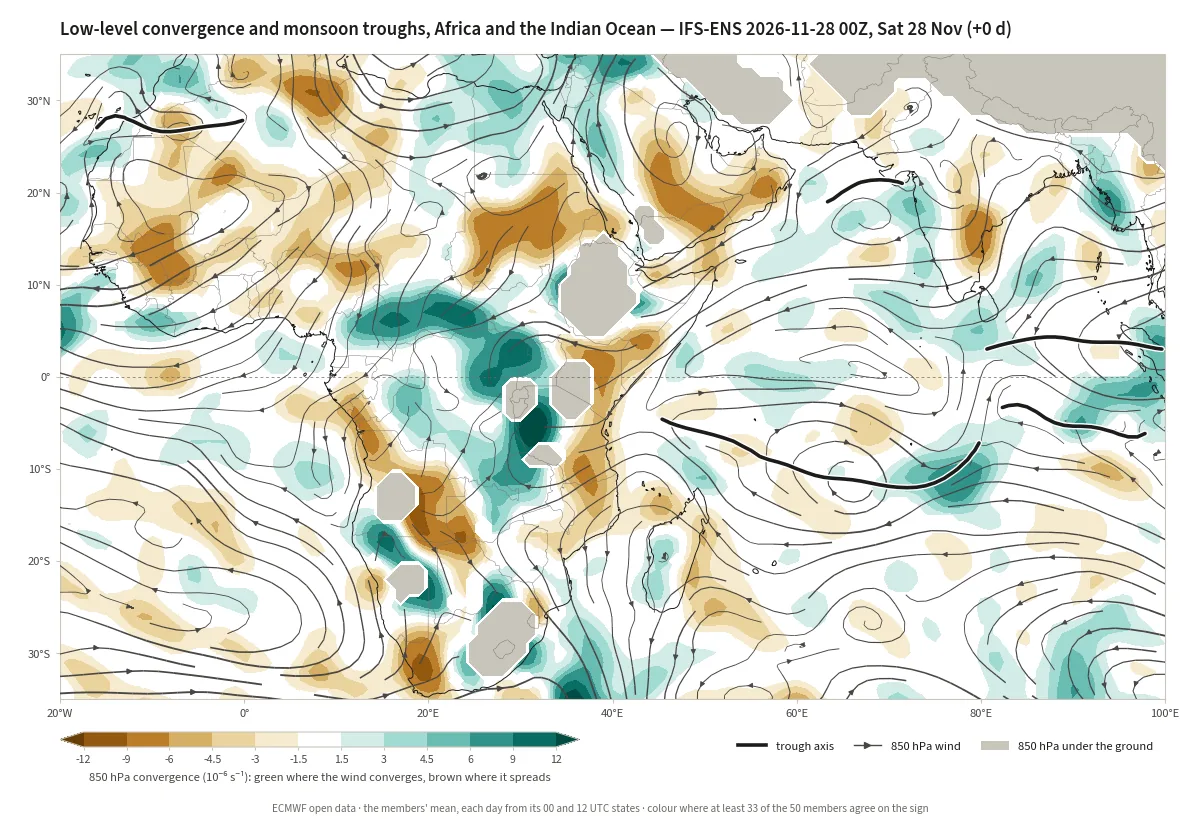 Low-level convergence and monsoon troughs, Africa and the Indian Ocean — IFS-ENS 2026-11-28 00Z, Sat 28 Nov (+0 d)
30°N
20°N
10°N
0°
10°S
20°S
30°S
20°W 0° 20°E 40°E 60°E 80°E 100°E
-12 -9 -6 -4.5 -3 -1.5 1.5 3 4.5 6 9 12
850 hPa convergence (10⁻⁶ s⁻¹): green where the wind converges, brown where it spreads
trough axis 850 hPa wind 850 hPa under the ground
ECMWF open data · the members' mean, each day from its 00 and 12 UTC states · colour where at least 33 of the 50 members agree on the sign